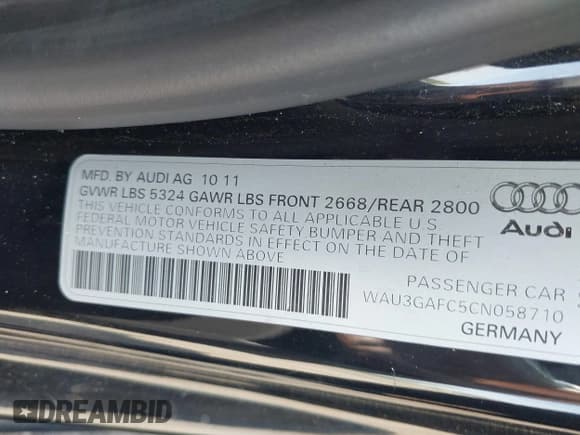 MFD. BY AUDI AG 10 11
GVWR LBS 5324 GAWR LBS FRONT 2668/REAR 2800
THIS VEHICLE CONFORMS TO ALL APPLICABLE U.S.
FEDERAL MOTOR VEHICLE SAFETY BUMPER AND THEFT
PREVENTION STANDARDS IN EFFECT ON THE DATE OF
MANUFACTURE SHOWN ABOVE
Audi
PASSENGER CAR
WAU3GAFC5CN058710
GERMANY
DREAMBID